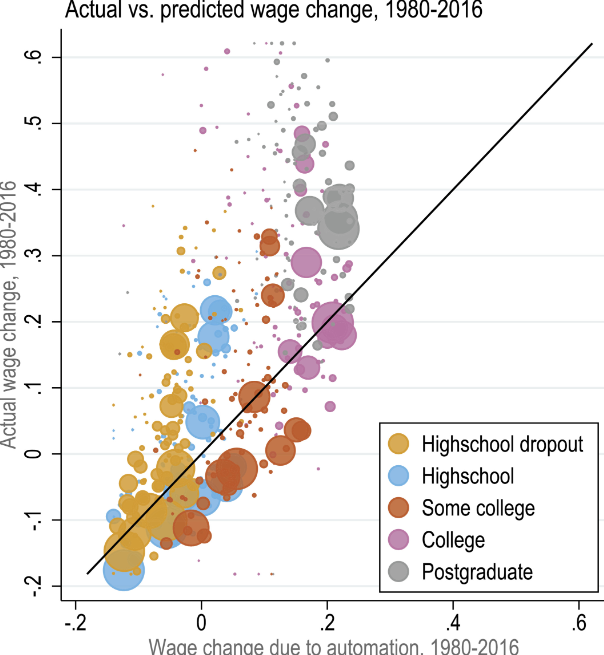 Actual vs. predicted wage change, 1980-2016
Actual wage change, 1980-2016
.6
.5
.4
.3
.2
.1
0
-.1
-.2
-.2
0
.2
.4
.6
Wage change due to automation, 1980-2016
Highschool dropout
Highschool
Some college
College
Postgraduate